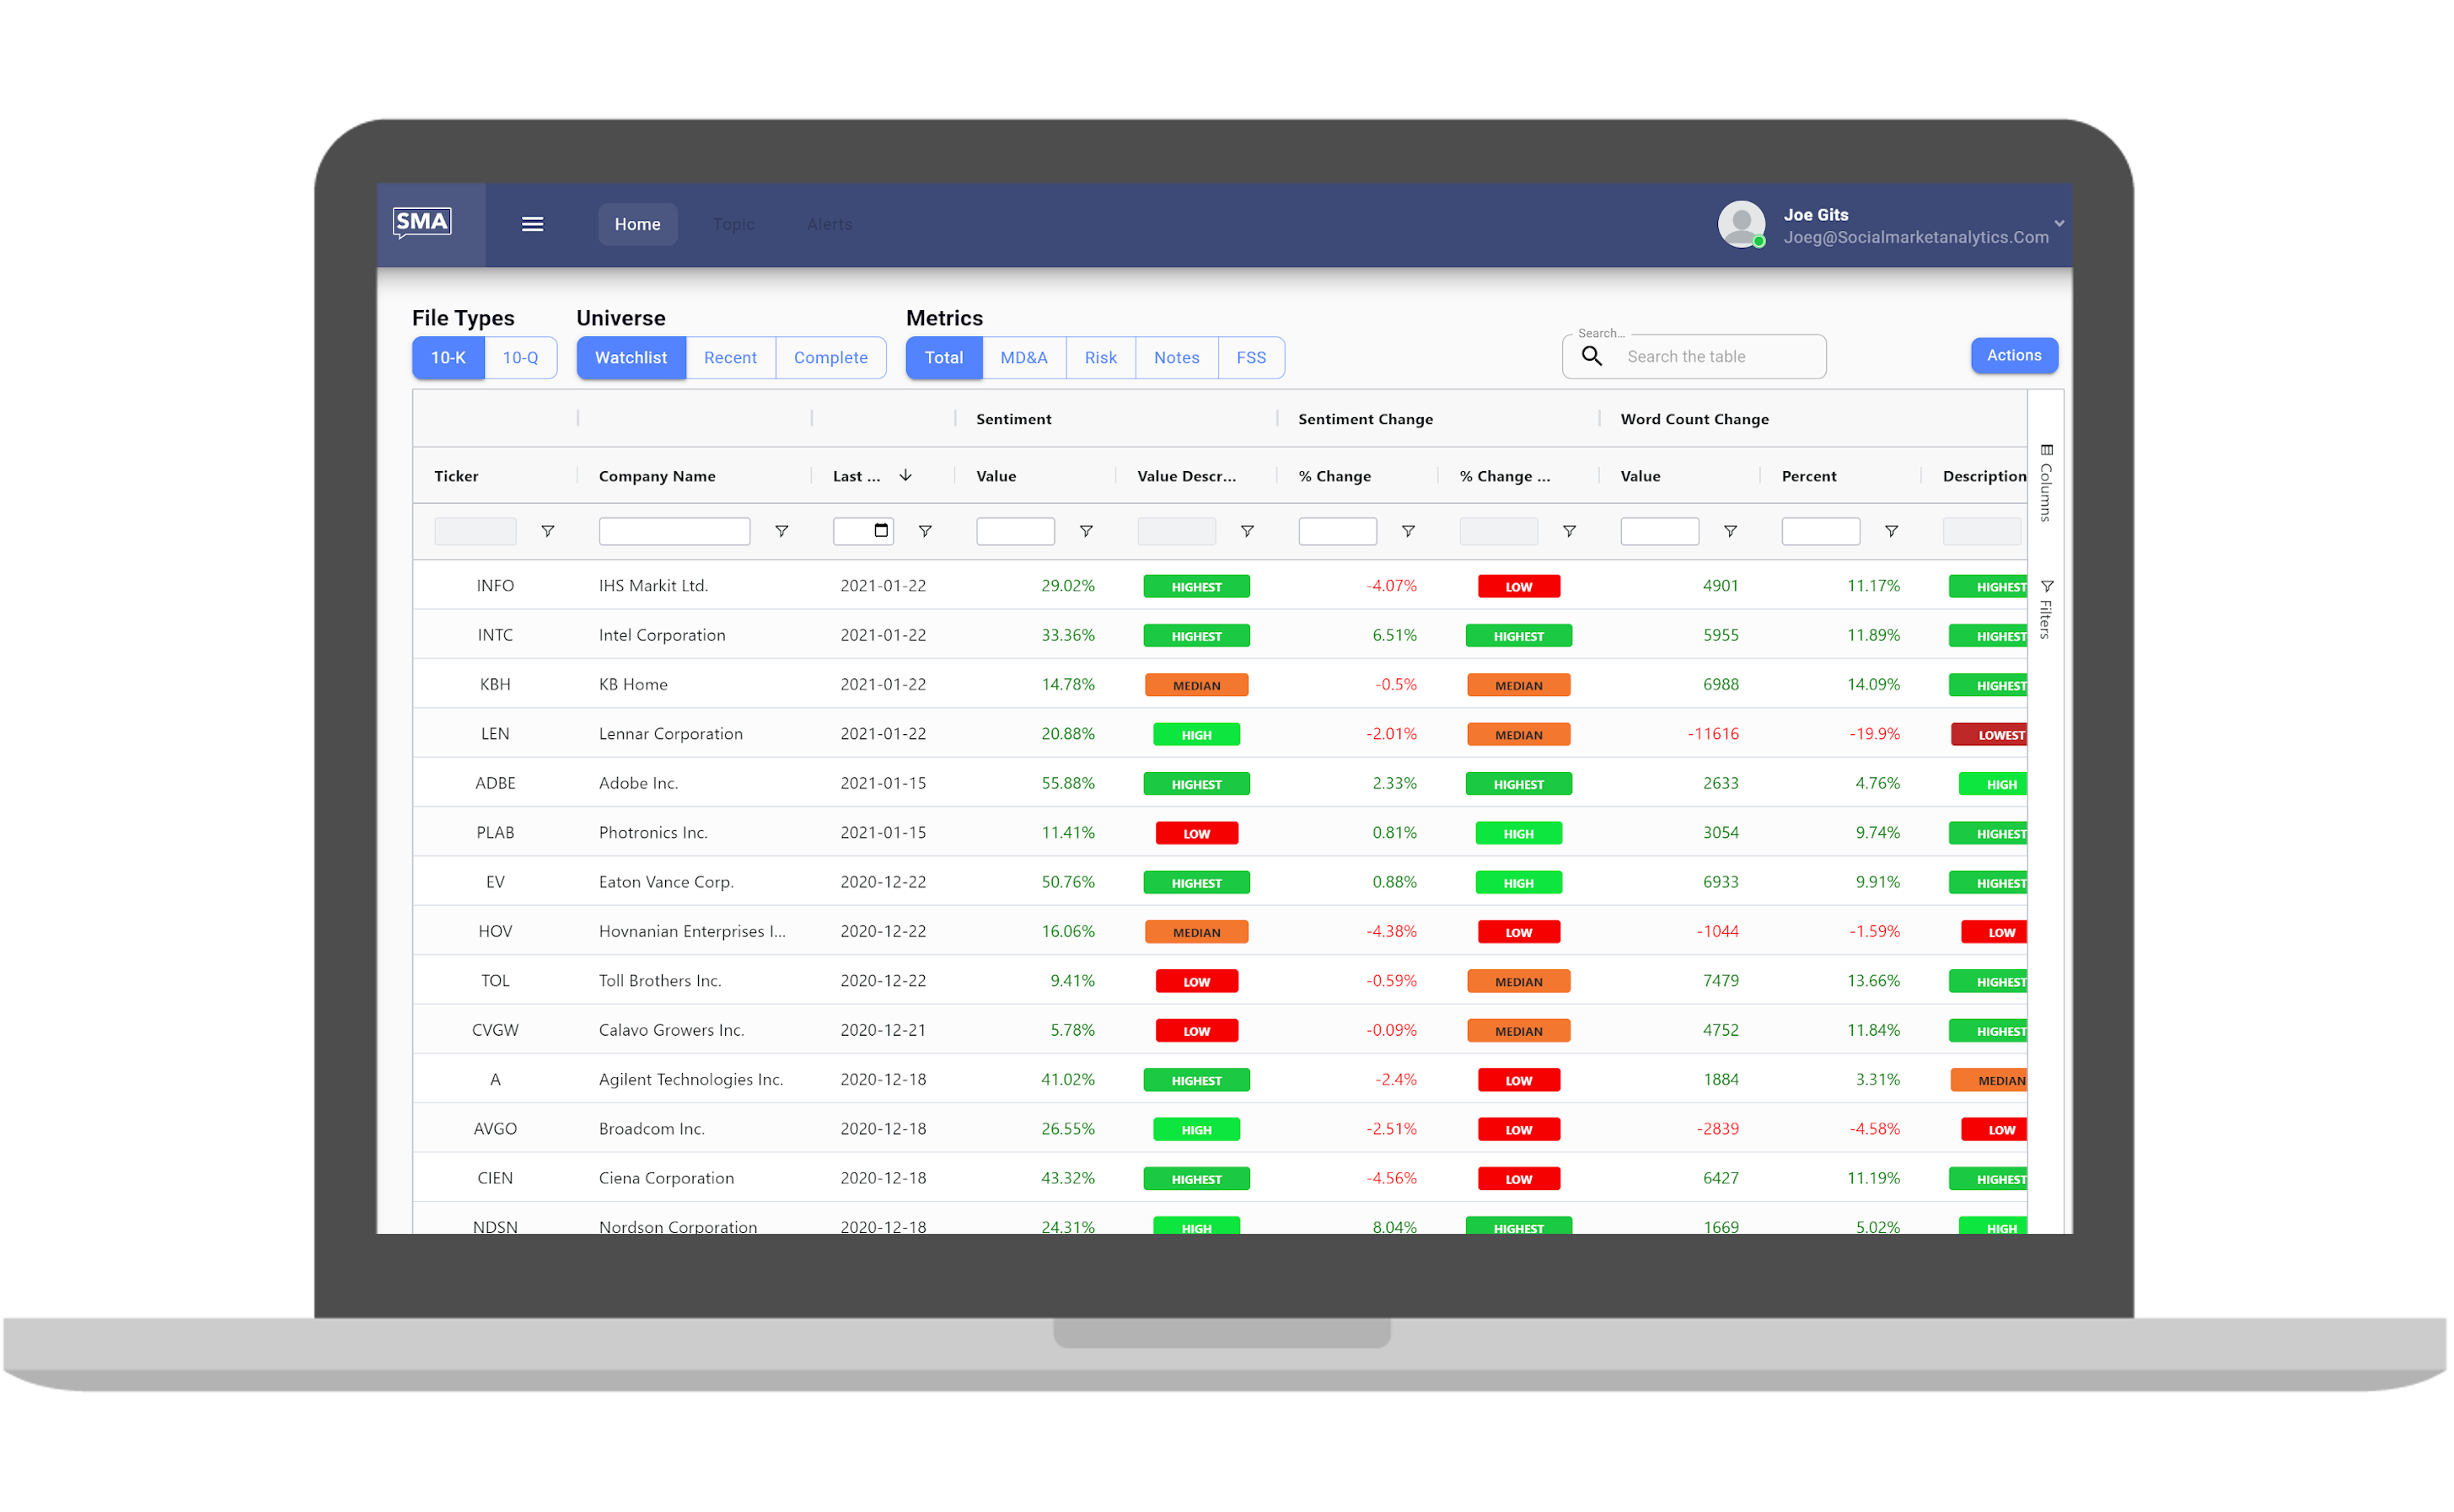 SMA Home Topic Alerts Joe Gits
Joeg@Socialmarketanalytics.Com
File Types Universe Metrics
Search...
10-K 10-Q Watchlist Recent Complete Total MD&A Risk Notes FSS Search the table Actions
Sentiment Sentiment Change Word Count Change
Ticker Company Name Last ... Value Value Descr... % Change % Change ... Value Percent Description
Columns
Filters
INFO IHS Markit Ltd. 2021-01-22 29.02% HIGHEST -4.07% LOW 4901 11.17% HIGHEST
INTC Intel Corporation 2021-01-22 33.36% HIGHEST 6.51% HIGHEST 5955 11.89% HIGHEST
KBH KB Home 2021-01-22 14.78% MEDIAN -0.5% MEDIAN 6988 14.09% HIGHEST
LEN Lennar Corporation 2021-01-22 20.88% HIGH -2.01% MEDIAN -11616 -19.9% LOWEST
ADBE Adobe Inc. 2021-01-15 55.88% HIGHEST 2.33% HIGHEST 2633 4.76% HIGH
PLAB Photronics Inc. 2021-01-15 11.41% LOW 0.81% HIGH 3054 9.74% HIGHEST
EV Eaton Vance Corp. 2020-12-22 50.76% HIGHEST 0.88% HIGH 6933 9.91% HIGHEST
HOV Hovnanian Enterprises I... 2020-12-22 16.06% MEDIAN -4.38% LOW -1044 -1.59% LOW
TOL Toll Brothers Inc. 2020-12-22 9.41% LOW -0.59% MEDIAN 7479 13.66% HIGHEST
CVGW Calavo Growers Inc. 2020-12-21 5.78% LOW -0.09% MEDIAN 4752 11.84% HIGHEST
A Agilent Technologies Inc. 2020-12-18 41.02% HIGHEST -2.4% LOW 1884 3.31% MEDIAN
AVGO Broadcom Inc. 2020-12-18 26.55% HIGH -2.51% LOW -2839 -4.58% LOW
CIEN Ciena Corporation 2020-12-18 43.32% HIGHEST -4.56% LOW 6427 11.19% HIGHEST
NDSN Nordson Corporation 2020-12-18 24.31% HIGH 8.04% HIGHEST 1669 5.02% HIGH